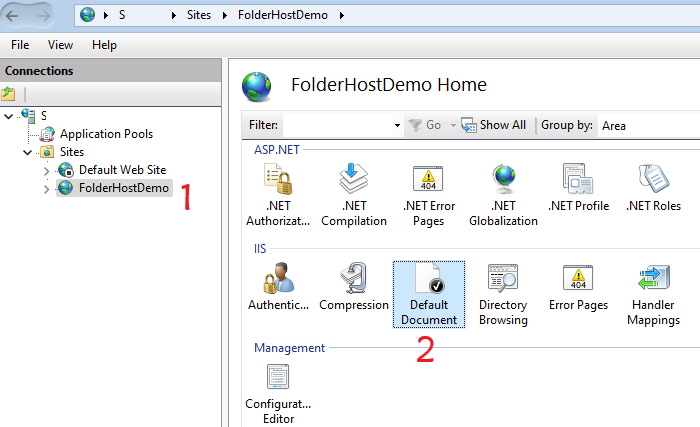 S Sites FolderHostDemo
File View Help
Connections
S
Application Pools
Sites
Default Web Site
FolderHostDemo
1
FolderHostDemo Home
Filter: Go Show All Group by: Area
ASP.NET
.NET Authorizat...
.NET Compilation
.NET Error Pages
.NET Globalization
.NET Profile
.NET Roles
IIS
Authentic...
Compression
Default Document
Directory Browsing
Error Pages
Handler Mappings
2
Management
Configurat... Editor